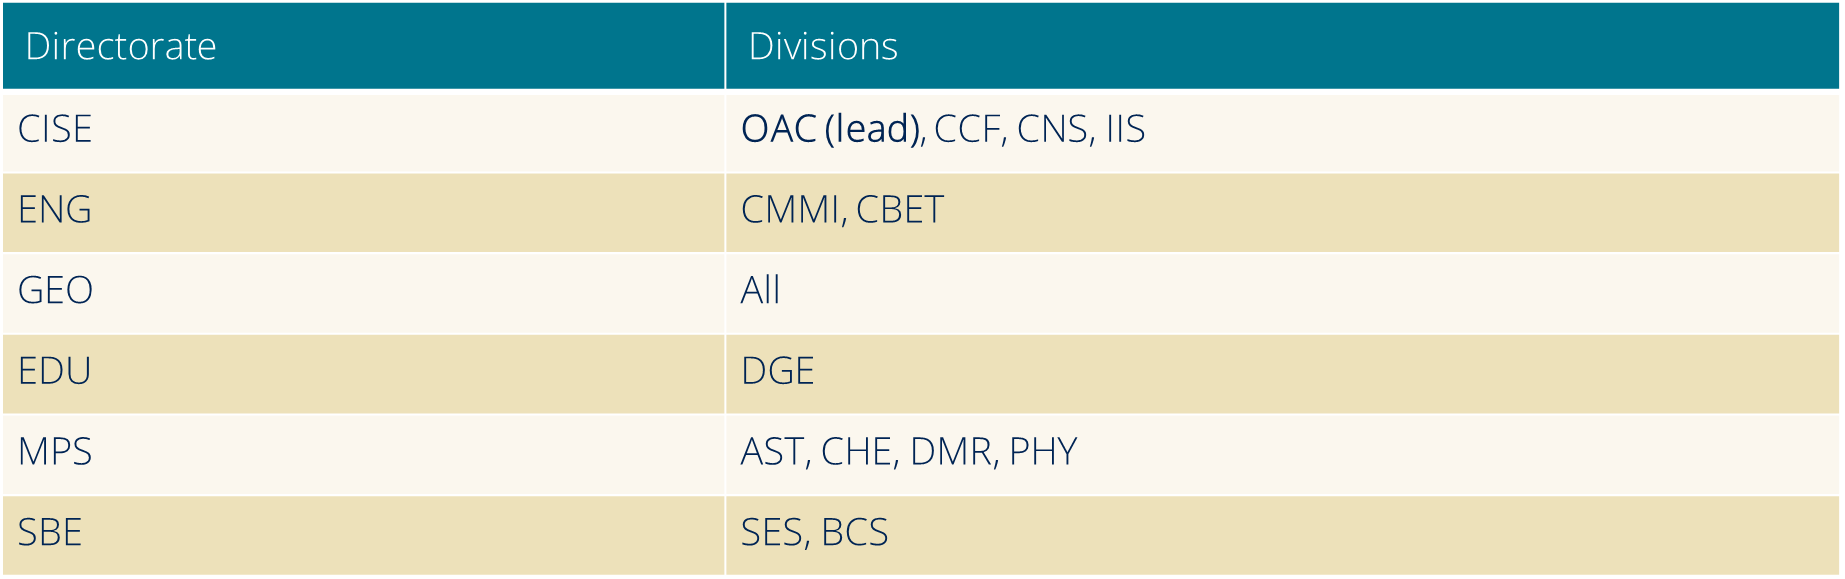 Directorate Divisions
CISE OAC (lead), CCF, CNS, IIS
ENG CMMI, CBET
GEO All
EDU DGE
MPS AST, CHE, DMR, PHY
SBE SES, BCS